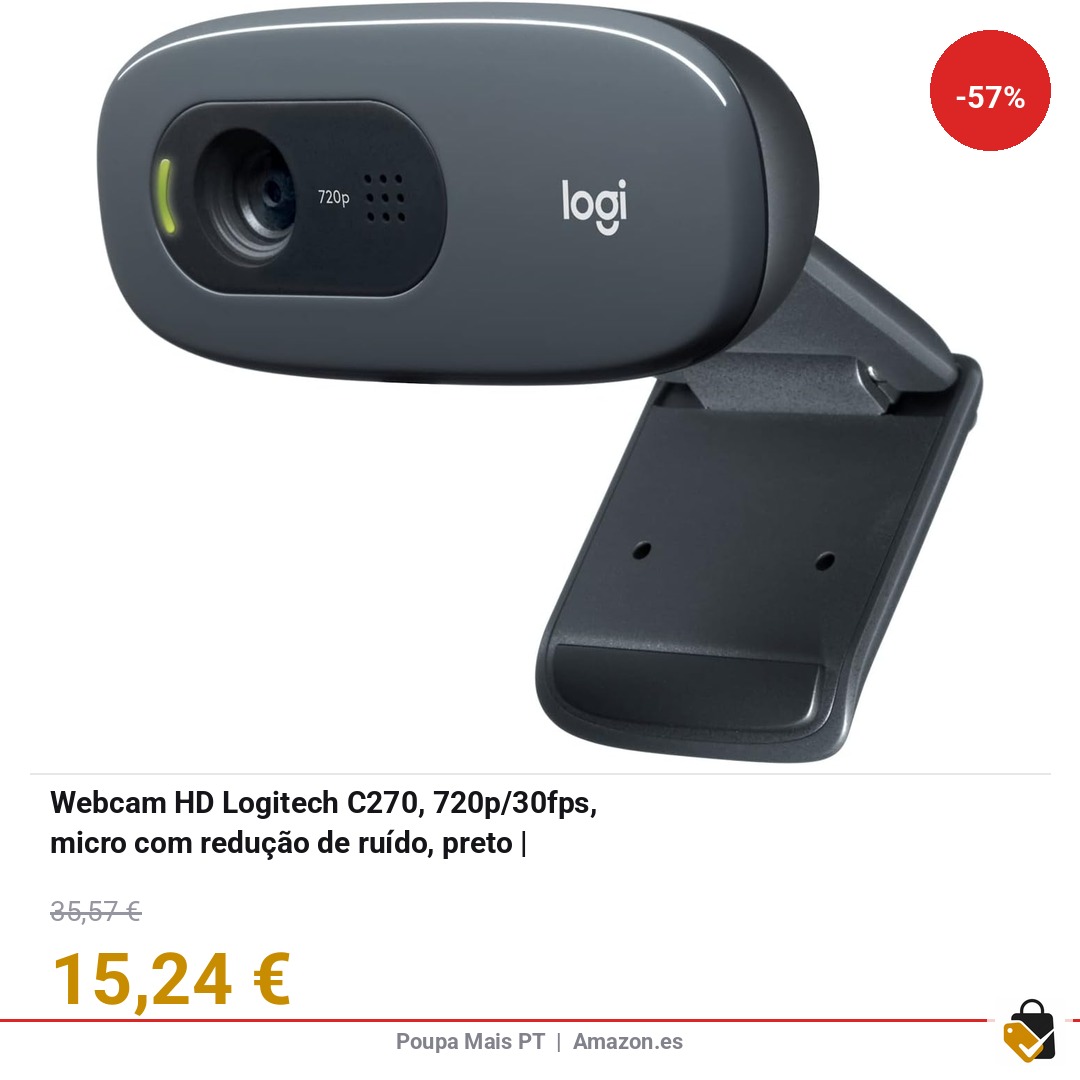 -57%
720p
logi
Webcam HD Logitech C270, 720p/30fps,
micro com redução de ruído, preto |
35,57 €
15,24 €
Poupa Mais PT | Amazon.es